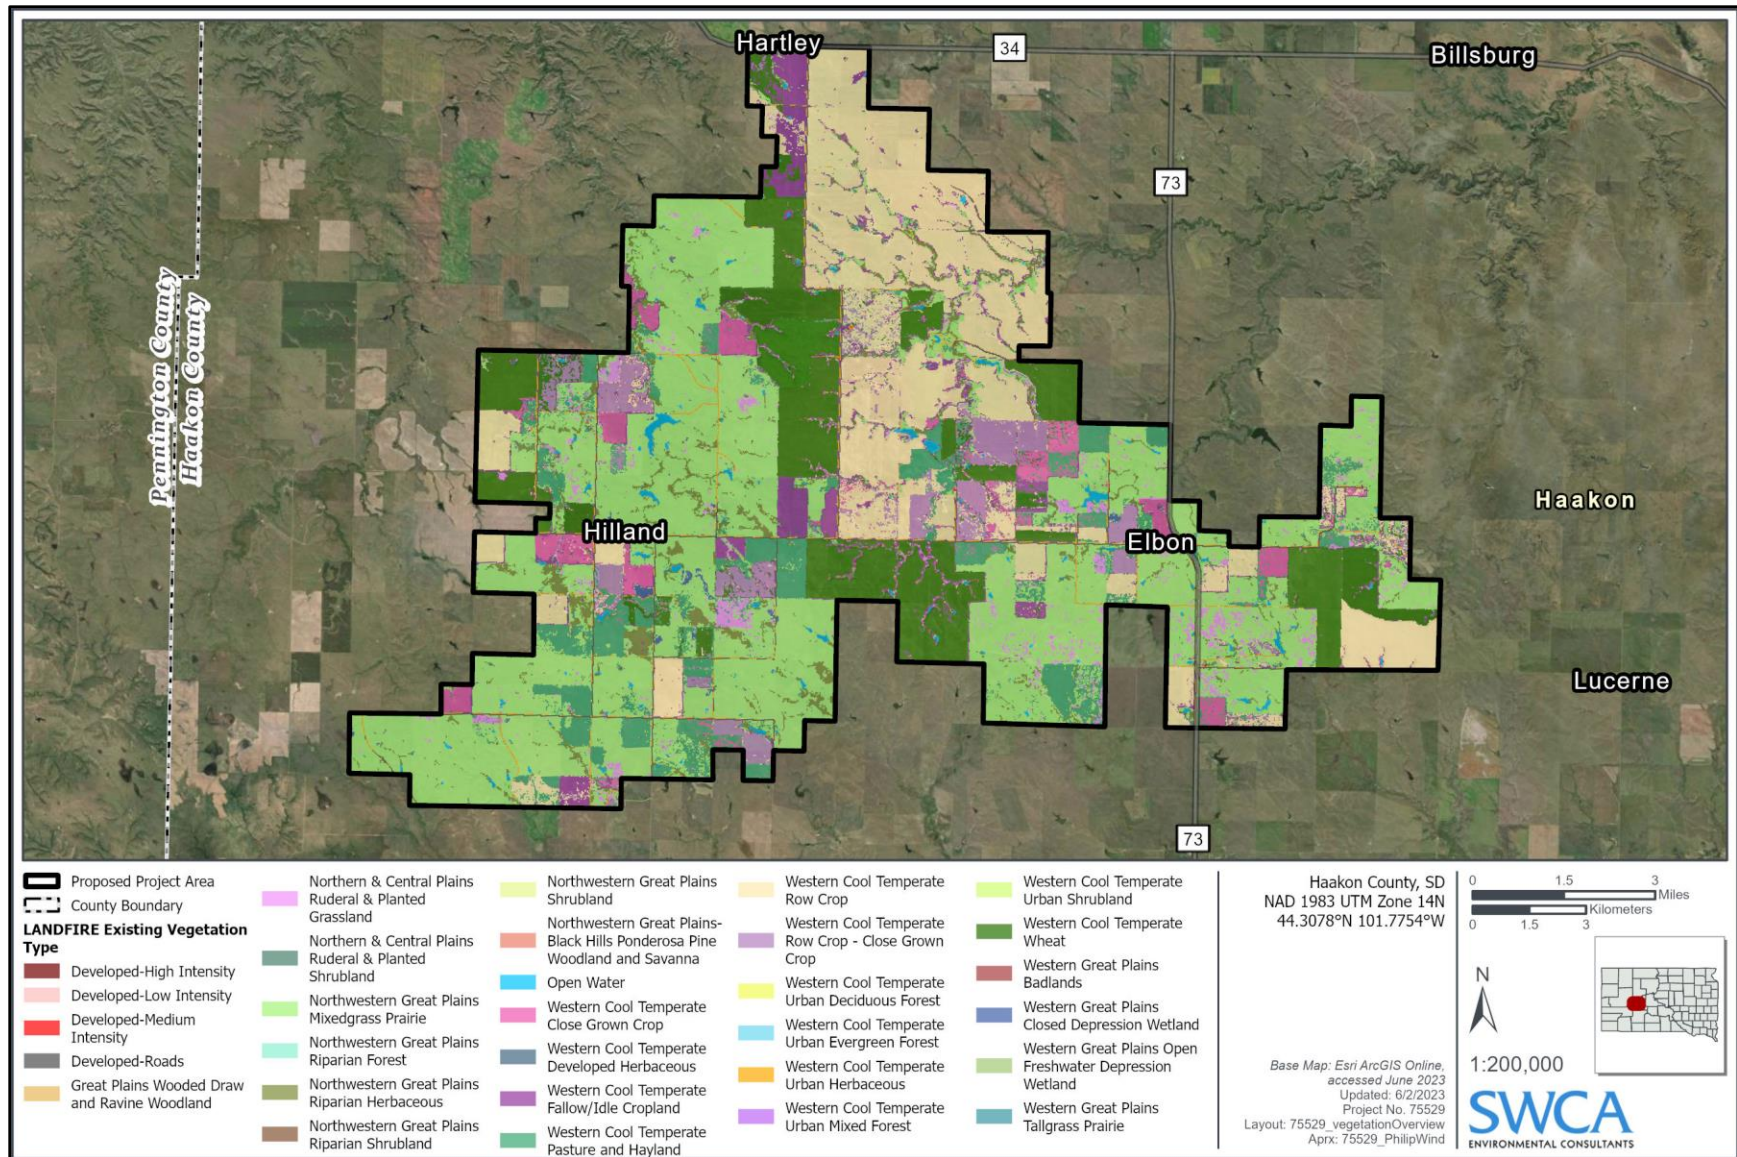 Hartley
34
Billsburg
73
Pennington County
Haakon County
Haakon
Hilland
Elbon
Lucerne
73
Proposed Project Area
County Boundary
LANDFIRE Existing Vegetation
Type
Developed-High Intensity
Developed-Low Intensity
Developed-Medium
Intensity
Developed-Roads
Great Plains Wooded Draw
and Ravine Woodland
Northern & Central Plains
Ruderal & Planted
Grassland
Northern & Central Plains
Ruderal & Planted
Shrubland
Northwestern Great Plains
Mixedgrass Prairie
Northwestern Great Plains
Riparian Forest
Northwestern Great Plains
Riparian Herbaceous
Northwestern Great Plains
Riparian Shrubland
Northwestern Great Plains
Shrubland
Northwestern Great Plains-
Black Hills Ponderosa Pine
Woodland and Savanna
Open Water
Western Cool Temperate
Close Grown Crop
Western Cool Temperate
Developed Herbaceous
Western Cool Temperate
Fallow/Idle Cropland
Western Cool Temperate
Pasture and Hayland
Western Cool Temperate
Row Crop
Western Cool Temperate
Row Crop - Close Grown
Crop
Western Cool Temperate
Urban Deciduous Forest
Western Cool Temperate
Urban Evergreen Forest
Western Cool Temperate
Urban Herbaceous
Western Cool Temperate
Urban Mixed Forest
Western Cool Temperate
Urban Shrubland
Western Cool Temperate
Wheat
Western Great Plains
Badlands
Western Great Plains
Closed Depression Wetland
Western Great Plains Open
Freshwater Depression
Wetland
Western Great Plains
Tallgrass Prairie
Haakon County, SD
NAD 1983 UTM Zone 14N
44.3078°N 101.7754°W
Base Map: Esri ArcGIS Online,
accessed June 2023
Updated: 6/2/2023
Project No. 75529
Layout: 75529_vegetationOverview
Aprx: 75529_PhilipWind
0 1.5 3
Miles
Kilometers
0 1.5 3
N
1:200,000
SWCA
ENVIRONMENTAL CONSULTANTS